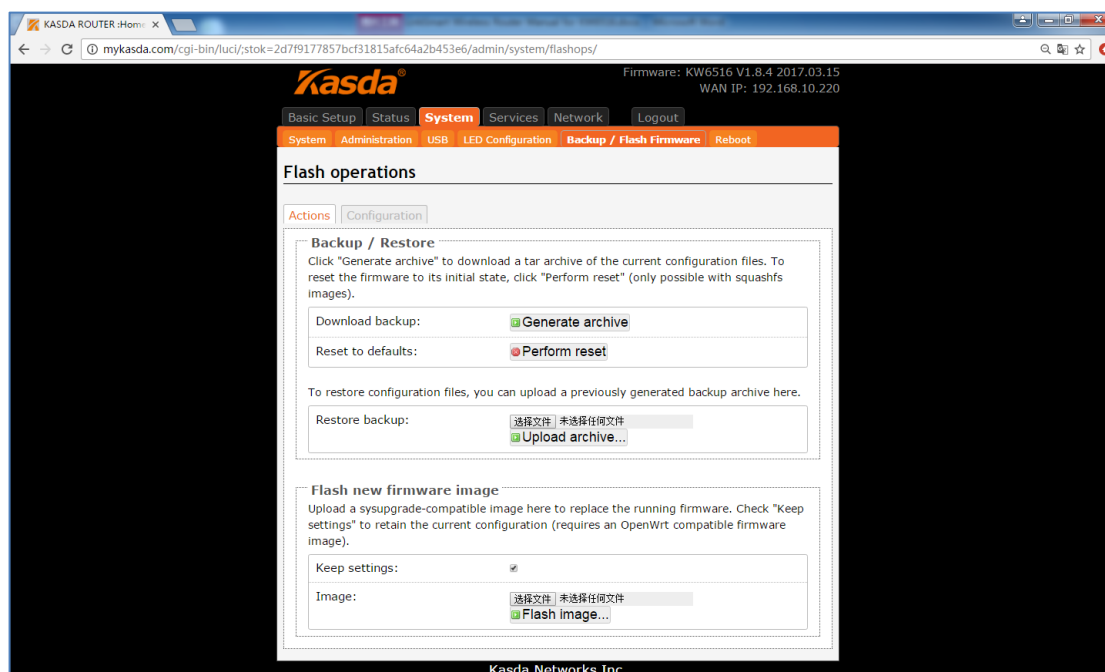 KASDA ROUTER :Home
mykasda.com/cgi-bin/luci/;stok=2d7f9177857bcf31815afc64a2b453e6/admin/system/flashops/
Kasda®
Firmware: KW6516 V1.8.4 2017.03.15
WAN IP: 192.168.10.220
Basic Setup Status System Services Network Logout
System Administration USB LED Configuration Backup / Flash Firmware Reboot
Flash operations
Actions Configuration
Backup / Restore
Click "Generate archive" to download a tar archive of the current configuration files. To
reset the firmware to its initial state, click "Perform reset" (only possible with squashfs
images).
Download backup: Generate archive
Reset to defaults: Perform reset
To restore configuration files, you can upload a previously generated backup archive here.
Restore backup: 选择文件 未选择任何文件
Upload archive...
Flash new firmware image
Upload a sysupgrade-compatible image here to replace the running firmware. Check "Keep
settings" to retain the current configuration (requires an OpenWrt compatible firmware
image).
Keep settings:
Image: 选择文件 未选择任何文件
Flash image...
Kasda Networks Inc